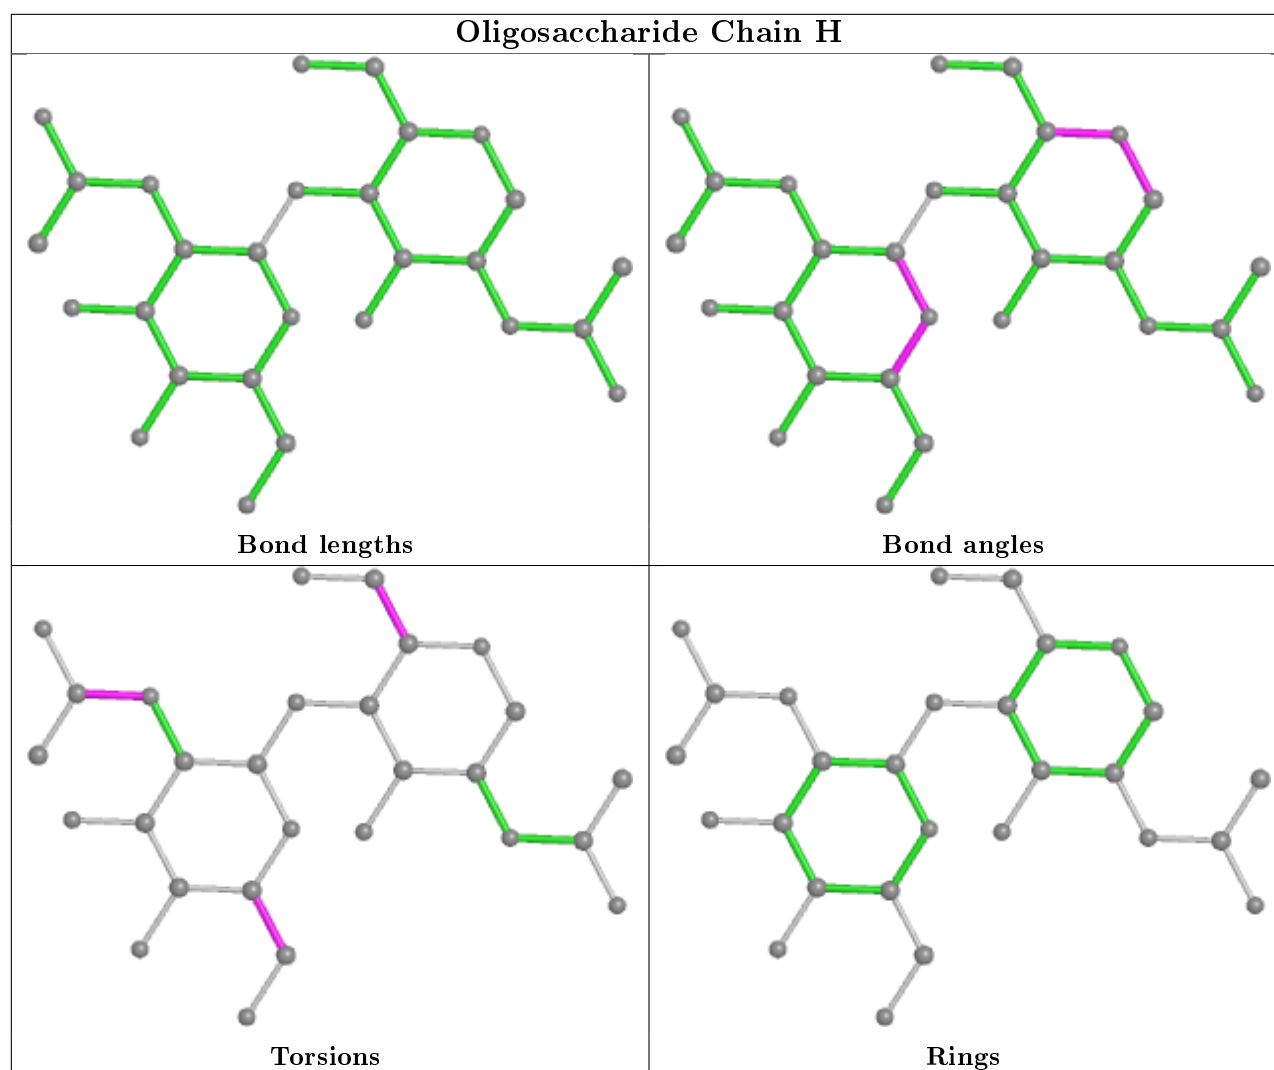 Oligosaccharide Chain H
Bond lengths
Bond angles
Torsions
Rings